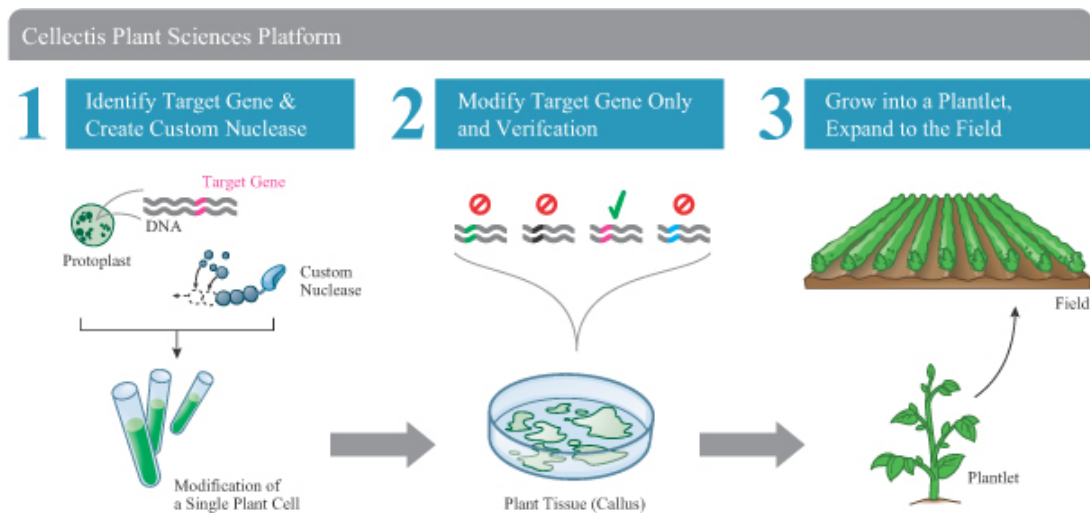 Cellectis Plant Sciences Platform
1
Identify Target Gene &
Create Custom Nuclease
Target Gene
DNA
Protoplast
Custom
Nuclease
Modification of
a Single Plant Cell
2
Modify Target Gene Only
and Verifcation
Plant Tissue (Callus)
3
Grow into a Plantlet,
Expand to the Field
Field
Plantlet